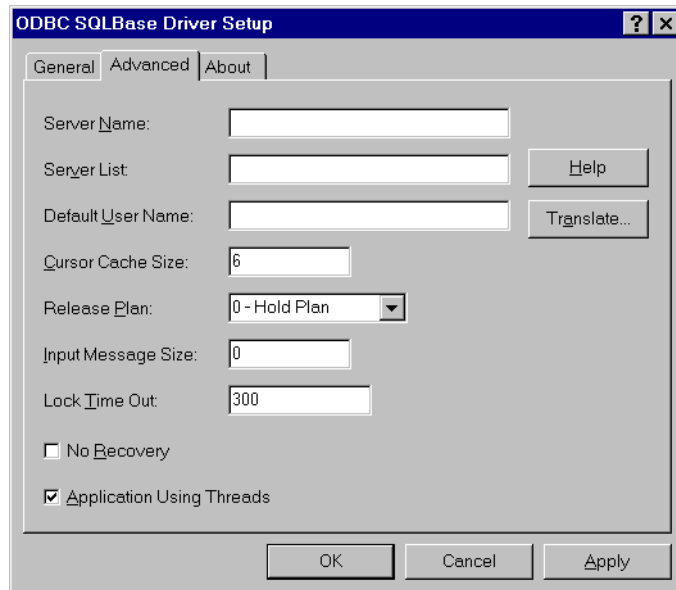 ODBC SQLBase Driver Setup
General Advanced About
Server Name:
Server List:
Help
Default User Name:
Translate...
Cursor Cache Size: 6
Release Plan: 0 - Hold Plan
Input Message Size: 0
Lock Time Out: 300
No Recovery
Application Using Threads
OK Cancel Apply